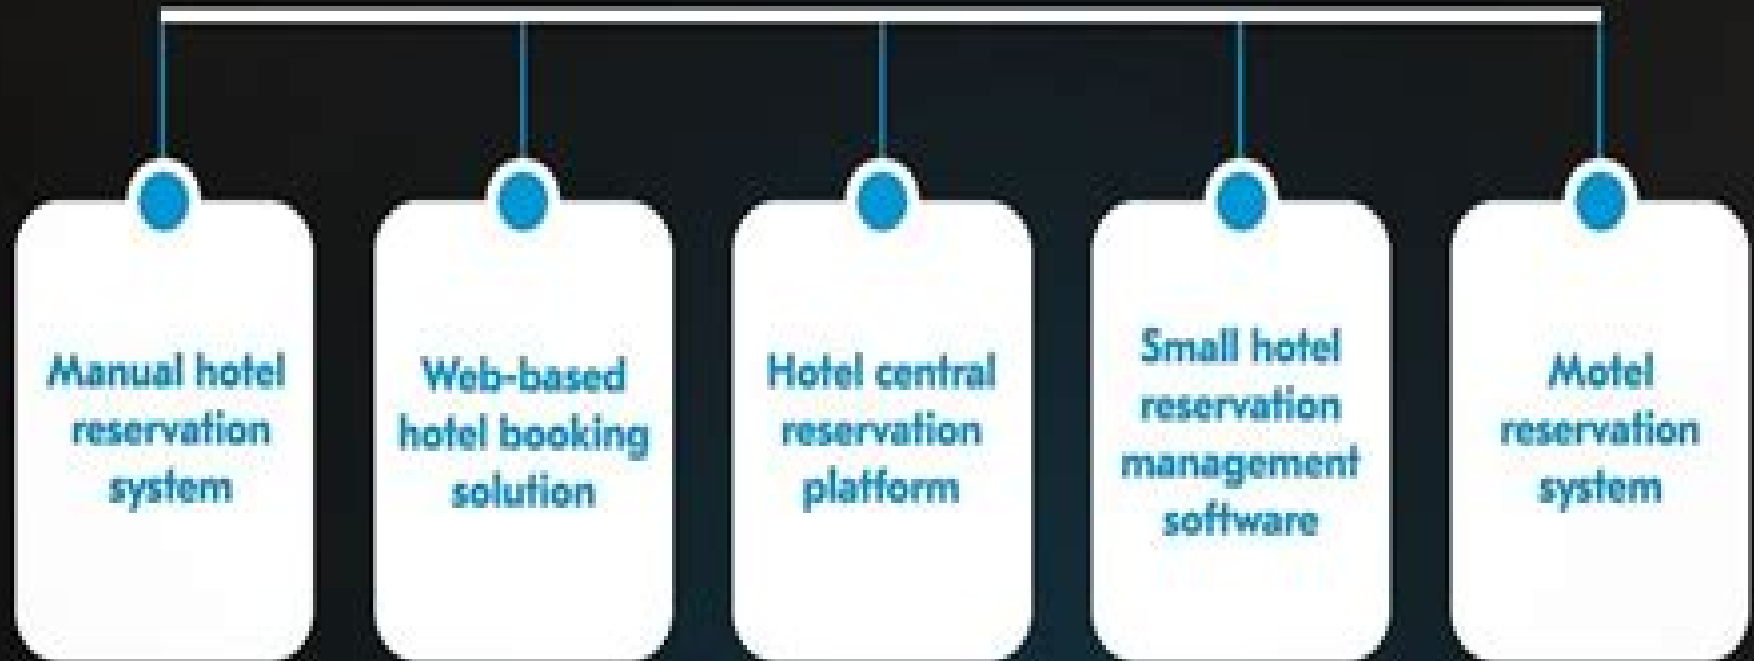 Manual hotel
reservation
system
Web-based
hotel booking
solution
Hotel central
reservation
platform
Small hotel
reservation
management
software
Motel
reservation
system